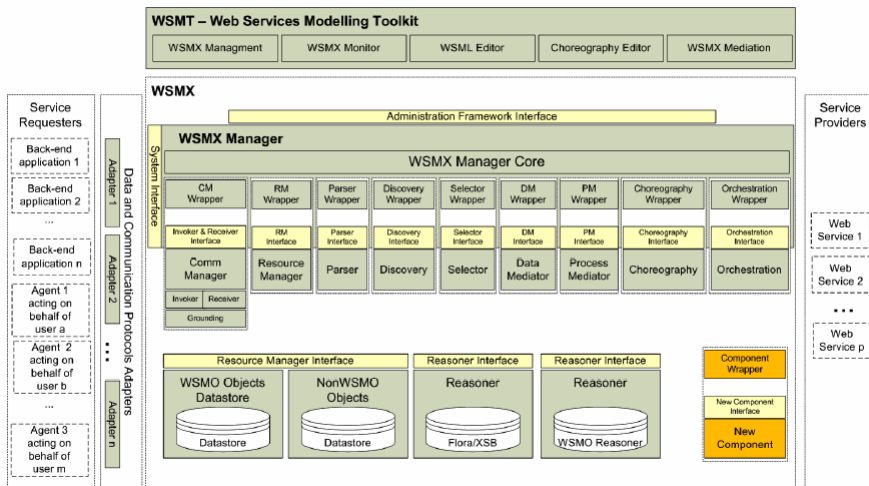 WSMT – Web Services Modelling Toolkit
WSMX Managment
WSMX Monitor
WSML Editor
Choreography Editor
WSMX Mediation
Service
Requesters
Back-end
application 1
Back-end
application 2
...
Back-end
application n
Agent 1
acting on
behalf of
user a
Agent 2
acting on
behalf of
user b
...
Agent 3
acting on
behalf of
user m
Adapter 1
Adapter 2
...
Adapter n
Data and Communication Protocols Adapters
WSMX
Administration Framework Interface
System Interface
WSMX Manager
WSMX Manager Core
CM
Wrapper
RM
Wrapper
Parser
Wrapper
Discovery
Wrapper
Selector
Wrapper
DM
Wrapper
PM
Wrapper
Choreography
Wrapper
Orchestration
Wrapper
Invoker & Receiver
Interface
RM
Interface
Parser
Interface
Discovery
Interface
Selector
Interface
DM
Interface
PM
Interface
Choreography
Interface
Orchestration
Interface
Comm
Manager
Invoker
Receiver
Grounding
Resource
Manager
Parser
Discovery
Selector
Data
Mediator
Process
Mediator
Choreography
Orchestration
Resource Manager Interface
WSMO Objects
Datastore
Datastore
NonWSMO
Objects
Datastore
Reasoner Interface
Reasoner
Flora/XSB
Reasoner Interface
Reasoner
WSMO Reasoner
Component
Wrapper
New Component
Interface
New
Component
Service
Providers
Web
Service 1
Web
Service 2
...
Web
Service p